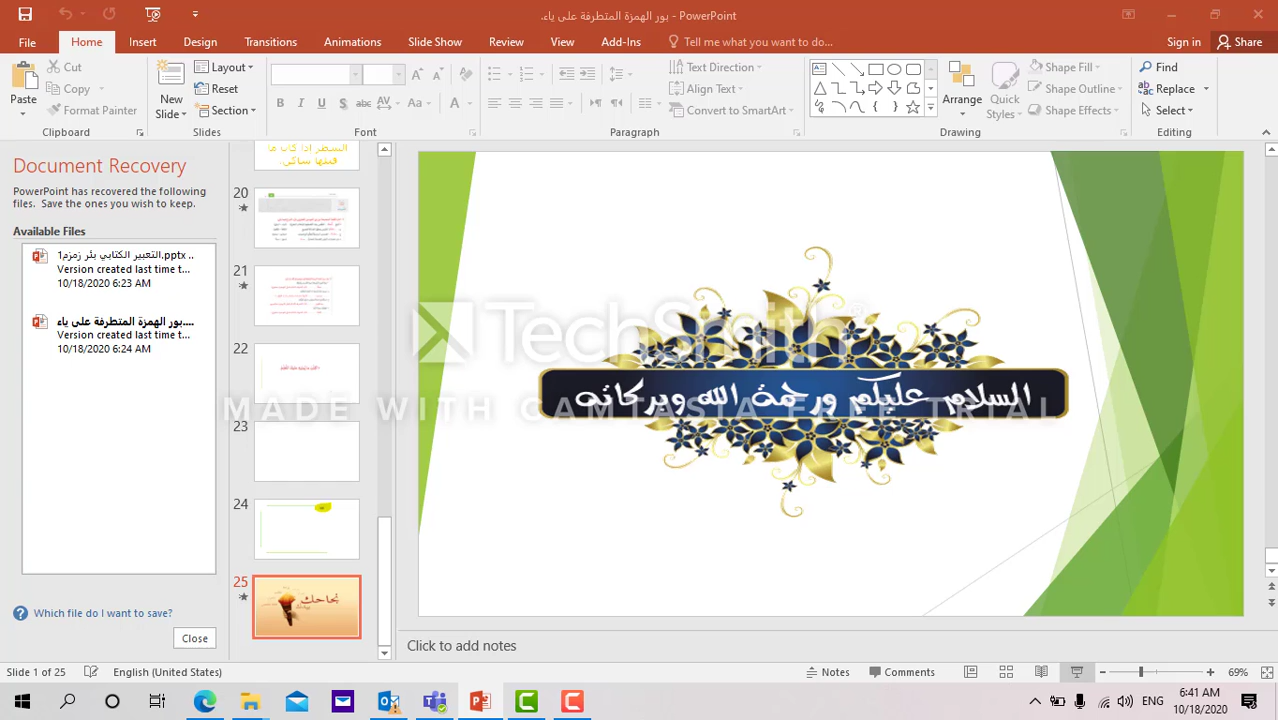 بور الهمزة المتطرفة على ياء. - PowerPoint
File Home Insert Design Transitions Animations Slide Show Review View Add-Ins Tell me what you want to do... Sign in Share
Paste Cut Copy Format Painter
New Slide Layout Reset Section
Text Direction Align Text Convert to SmartArt
Arrange Quick Styles Shape Fill Shape Outline Shape Effects
Find Replace Select
Clipboard Slides Font Paragraph Drawing Editing
Document Recovery
PowerPoint has recovered the following
files. Save the ones you wish to keep.
Available Files
التعبير الكتابي بئر زمزم1.pptx ..
Version created last time t...
10/18/2020 6:23 AM
بور الهمزة المتطرفة على ياء....
Version created last time t...
10/18/2020 6:24 AM
Which file do I want to save?
Close
السطر إذا كان ما
قبلها ساكن..
20
21
22
23
24
25
نجاحك
السلام عليكم ورحمة الله وبركاته
TechSmith
MADE WITH CAMTASIA FREE TRIAL
Click to add notes
Slide 1 of 25 English (United States) Notes Comments 69%
ENG 6:41 AM
10/18/2020